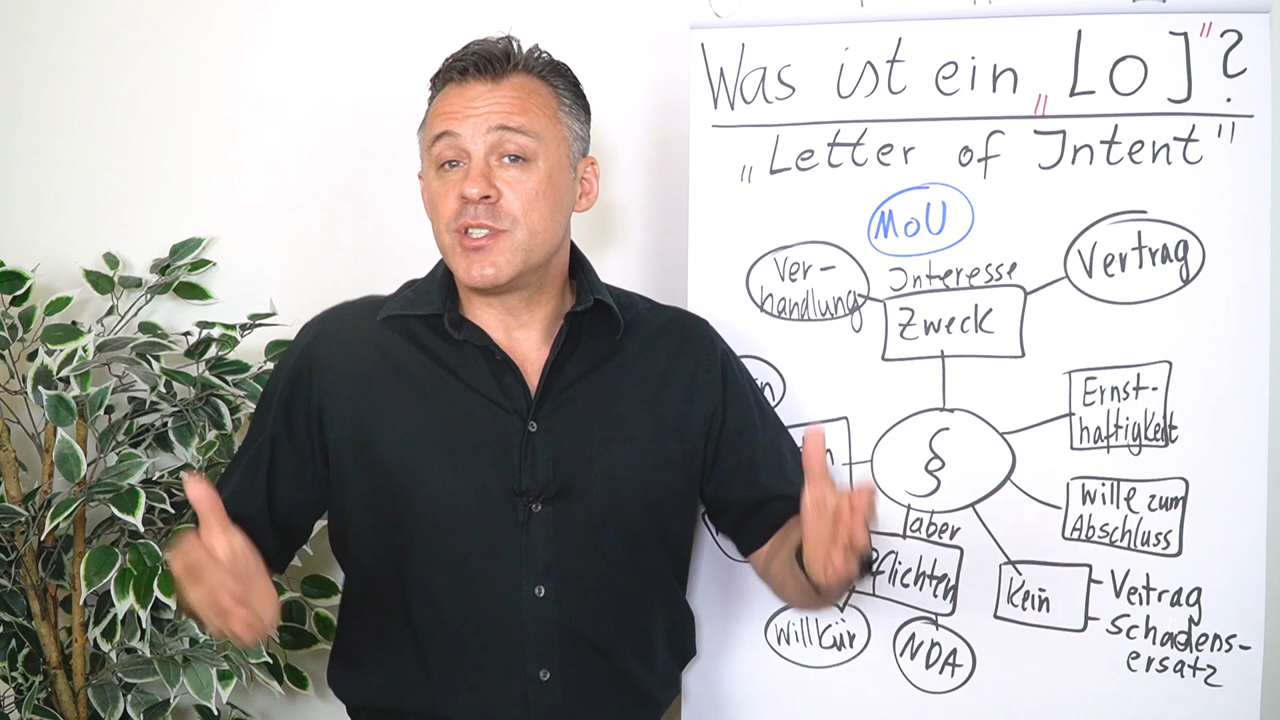 Was ist ein „LoI"?
„Letter of Intent"
MoU
Ver-
handlung
Interesse
Zweck
Vertrag
§
Ernst-
haftigkeit
Wille zum
Abschluss
aber
Pflichten
Willkür
NDA
Kein
Vertrag
Schadens-
ersatz